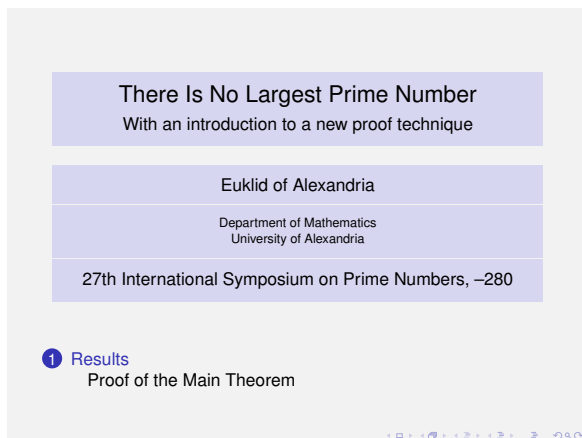 There Is No Largest Prime Number
With an introduction to a new proof technique
Euklid of Alexandria
Department of Mathematics
University of Alexandria
27th International Symposium on Prime Numbers, –280
1 Results
Proof of the Main Theorem